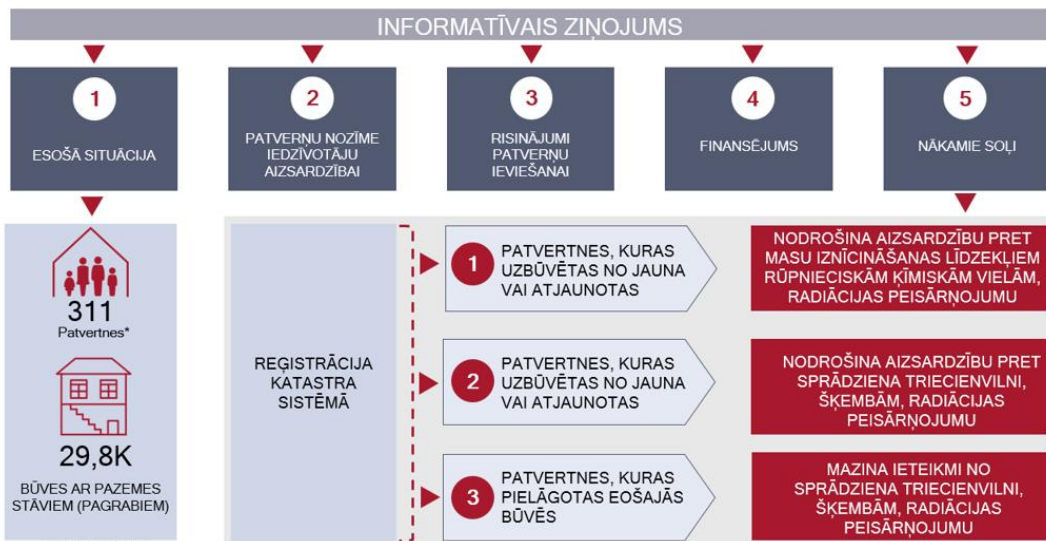 INFORMATĪVAIS ZIŅOJUMS
1
ESOŠĀ SITUĀCIJA
2
PATVERŅU NOZĪME
IEDZĪVOTĀJU
AIZSARDZĪBAI
3
RISINĀJUMI
PATVERŅU
IEVIEŠANAI
4
FINANSĒJUMS
5
NĀKAMIE SOĻI
311
Patvertnes*
29,8K
BŪVES AR PAZEMES
STĀVIEM (PAGRABIEM)
REĢISTRĀCIJA
KATASTRA
SISTĒMĀ
1
PATVERTNES, KURAS
UZBŪVĒTAS NO JAUNA
VAI ATJAUNOTAS
NODROŠINA AIZSARDZĪBU PRET
MASU IZNĪCINĀŠANAS LĪDZEKĻIEM
RŪPNIECISKĀM ĶĪMISKĀM VIELĀM,
RADIĀCIJAS PEISĀRŅOJUMU
2
PATVERTNES, KURAS
UZBŪVĒTAS NO JAUNA
VAI ATJAUNOTAS
NODROŠINA AIZSARDZĪBU PRET
SPRĀDZIENA TRIECIENVILNI,
ŠĶEMBĀM, RADIĀCIJAS
PEISĀRŅOJUMU
3
PATVERTNES, KURAS
PIELĀGOTAS EOŠAJĀS
BŪVĒS
MAZINA IETEIKMI NO
SPRĀDZIENA TRIECIENVILNI,
ŠĶEMBĀM, RADIĀCIJAS
PEISĀRŅOJUMU